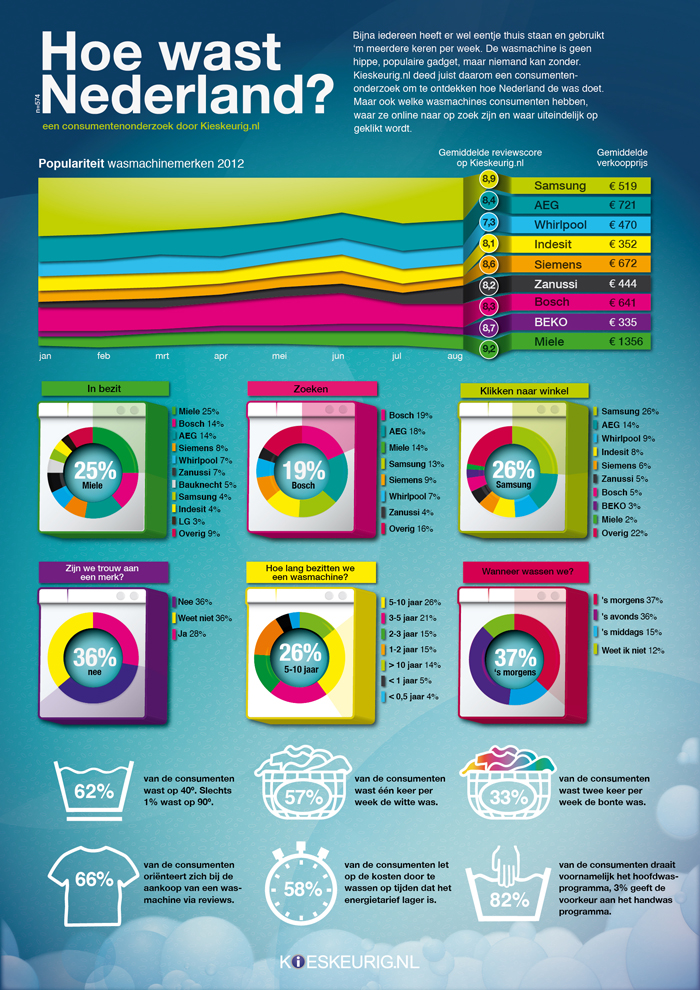 Hoe wast
Nederland?
n=574
een consumentenonderzoek door Kieskeurig.nl
Bijna iedereen heeft er wel eentje thuis staan en gebruikt
'm meerdere keren per week. De wasmachine is geen
hippe, populaire gadget, maar niemand kan zonder.
Kieskeurig.nl deed juist daarom een consumenten-
onderzoek om te ontdekken hoe Nederland de was doet.
Maar ook welke wasmachines consumenten hebben,
waar ze online naar op zoek zijn en waar uiteindelijk op
geklikt wordt.
Populariteit wasmachinemerken 2012
Gemiddelde reviewscore
op Kieskeurig.nl
Gemiddelde
verkoopprijs
8,9 Samsung € 519
8,4 AEG € 721
7,3 Whirlpool € 470
8,1 Indesit € 352
8,6 Siemens € 672
8,2 Zanussi € 444
8,3 Bosch € 641
8,7 BEKO € 335
9,2 Miele € 1356
jan feb mrt apr mei jun jul aug
In bezit
25%
Miele
Miele 25%
Bosch 14%
AEG 14%
Siemens 8%
Whirlpool 7%
Zanussi 7%
Bauknecht 5%
Samsung 4%
Indesit 4%
LG 3%
Overig 9%
Zoeken
19%
Bosch
Bosch 19%
AEG 18%
Miele 14%
Samsung 13%
Siemens 9%
Whirlpool 7%
Zanussi 4%
Overig 16%
Klikken naar winkel
26%
Samsung
Samsung 26%
AEG 14%
Whirlpool 9%
Indesit 8%
Siemens 6%
Zanussi 5%
Bosch 5%
BEKO 3%
Miele 2%
Overig 22%
Zijn we trouw aan
een merk?
36%
nee
Nee 36%
Weet niet 36%
Ja 28%
Hoe lang bezitten we
een wasmachine?
26%
5-10 jaar
5-10 jaar 26%
3-5 jaar 21%
2-3 jaar 15%
1-2 jaar 15%
> 10 jaar 14%
< 1 jaar 5%
< 0,5 jaar 4%
Wanneer wassen we?
37%
's morgens
's morgens 37%
's avonds 36%
's middags 15%
Weet ik niet 12%
62%
van de consumenten
wast op 40º. Slechts
1% wast op 90º.
57%
van de consumenten
wast één keer per
week de witte was.
33%
van de consumenten
wast twee keer per
week de bonte was.
66%
van de consumenten
oriënteert zich bij de
aankoop van een was-
machine via reviews.
58%
van de consumenten let
op de kosten door te
wassen op tijden dat het
energietarief lager is.
82%
van de consumenten draait
voornamelijk het hoofdwas-
programma, 3% geeft de
voorkeur aan het handwas
programma.
KiESKEURIG.NL